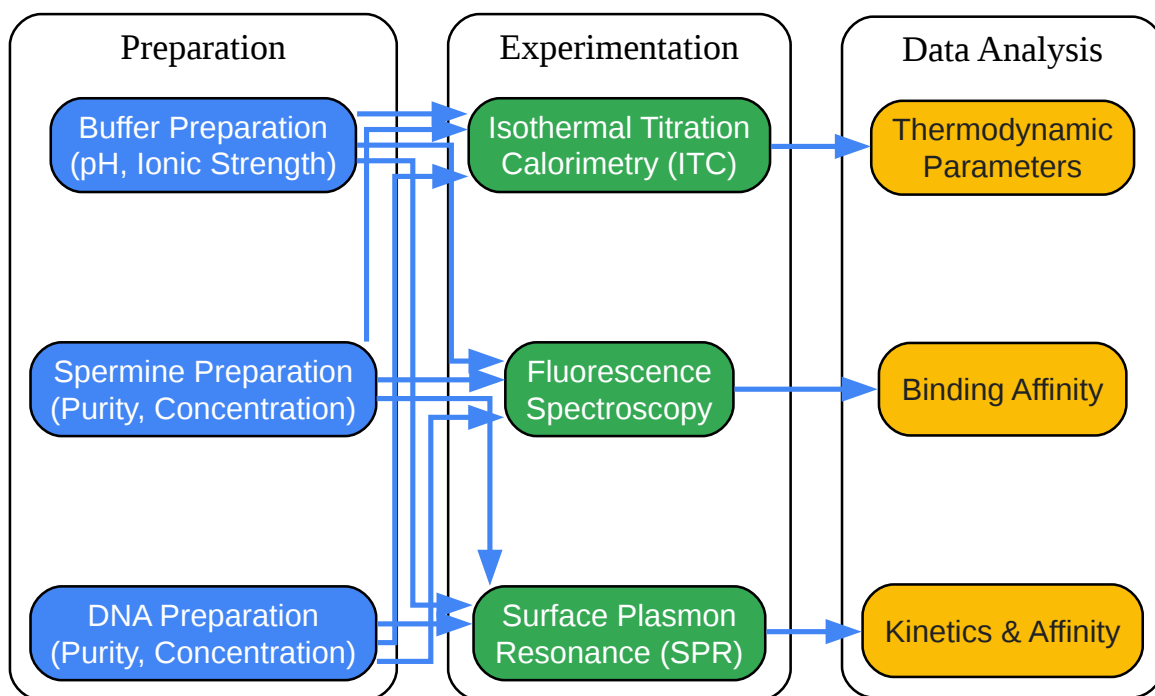 Preparation
Buffer Preparation
(pH, Ionic Strength)
Spermine Preparation
(Purity, Concentration)
DNA Preparation
(Purity, Concentration)
Experimentation
Isothermal Titration
Calorimetry (ITC)
Fluorescence
Spectroscopy
Surface Plasmon
Resonance (SPR)
Data Analysis
Thermodynamic
Parameters
Binding Affinity
Kinetics & Affinity